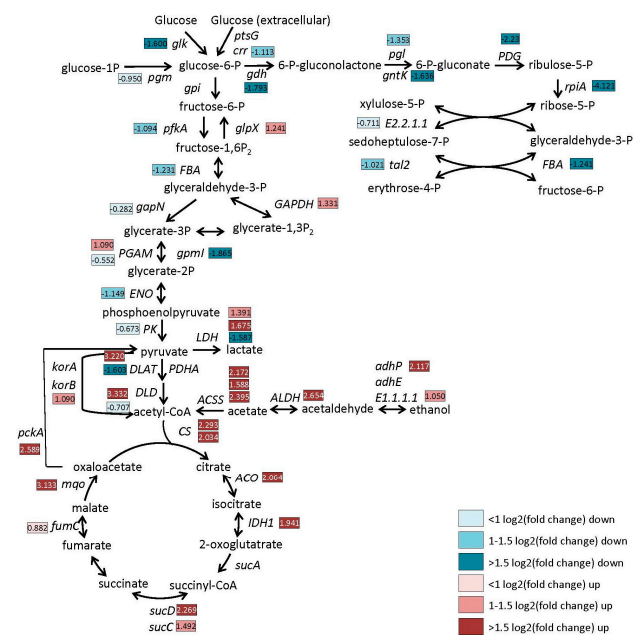 Glucose Glucose (extracellular)
-1.600 glk ptsG
crr -1.113
glucose-1P glucose-6-P 6-P-gluconolactone 6-P-gluconate ribulose-5-P
-0.950 pgm gdh
-1.793
-1.353
pgl
gntK -1.636
-2.23
PDG
rpiA -4.121
gpi
fructose-6-P
-1.094 pfkA glpX 1.241
fructose-1,6P2
-1.231 FBA
glyceraldehyde-3-P
xylulose-5-P ribose-5-P
-0.711 E2.2.1.1
sedoheptulose-7-P glyceraldehyde-3-P
-1.021 tal2 FBA -1.241
erythrose-4-P fructose-6-P
-0.282 gapN GAPDH 1.331
glycerate-3P glycerate-1,3P2
1.090
-0.552 PGAM gpmI -1.865
glycerate-2P
-1.149 ENO
phosphoenolpyruvate 1.391
1.675
-0.673 PK LDH -1.587
pyruvate lactate
3.220
korA -1.603 DLAT PDHA
korB
1.090
3.332 DLD
-0.707
2.172
1.588
ACSS 2.395
acetyl-CoA acetate ALDH 2.654 acetaldehyde ethanol
adhP 2.117
adhE
E1.1.1.1 1.050
pckA
2.589
CS 2.293
2.034
oxaloacetate citrate
3.133 mqo ACO 2.004
malate isocitrate
0.882 fumC IDH1 1.941
fumarate 2-oxoglutatrate
sucA
succinate succinyl-CoA
sucD 2.269
sucC 1.492
<1 log2(fold change) down
1-1.5 log2(fold change) down
>1.5 log2(fold change) down
<1 log2(fold change) up
1-1.5 log2(fold change) up
>1.5 log2(fold change) up